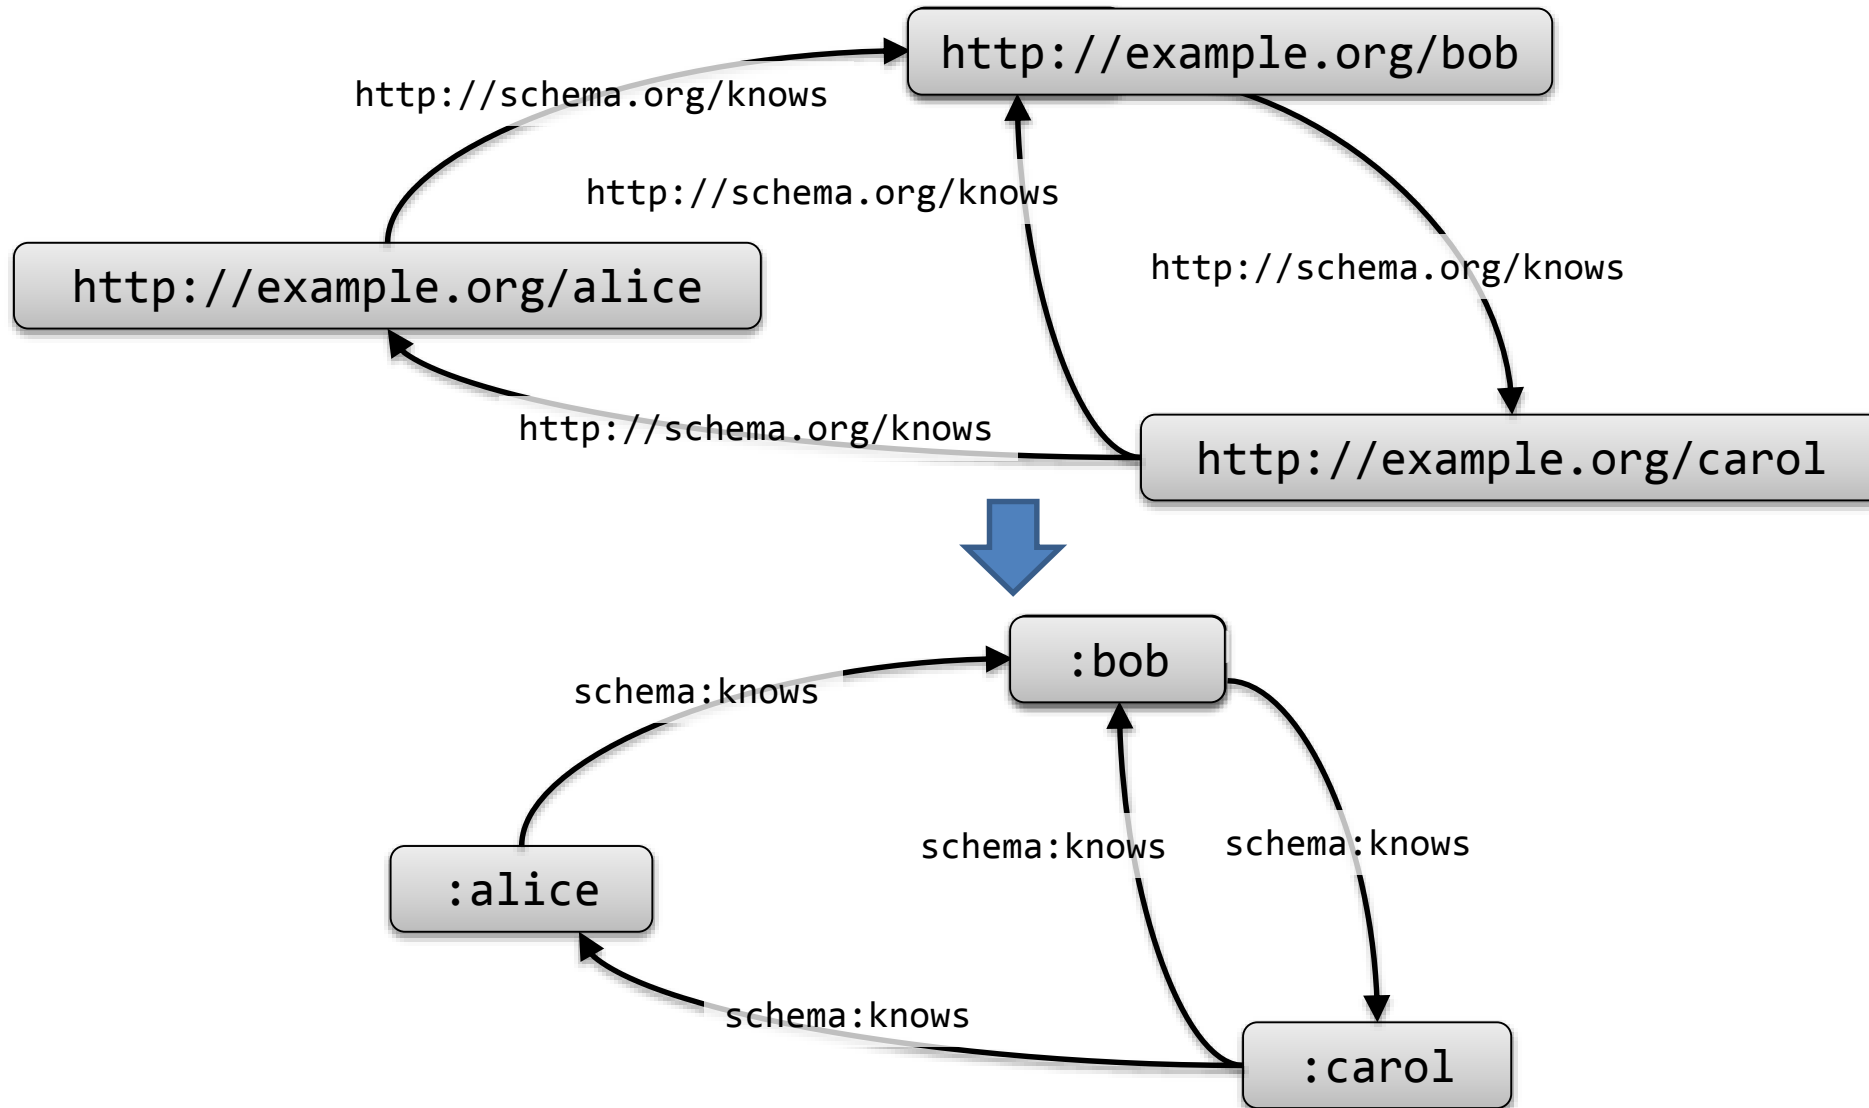 http://example.org/bob
http://schema.org/knows
http://schema.org/knows
http://schema.org/knows
http://example.org/alice
http://schema.org/knows
http://example.org/carol
:bob
schema:knows
schema:knows
schema:knows
:alice
schema:knows
:carol